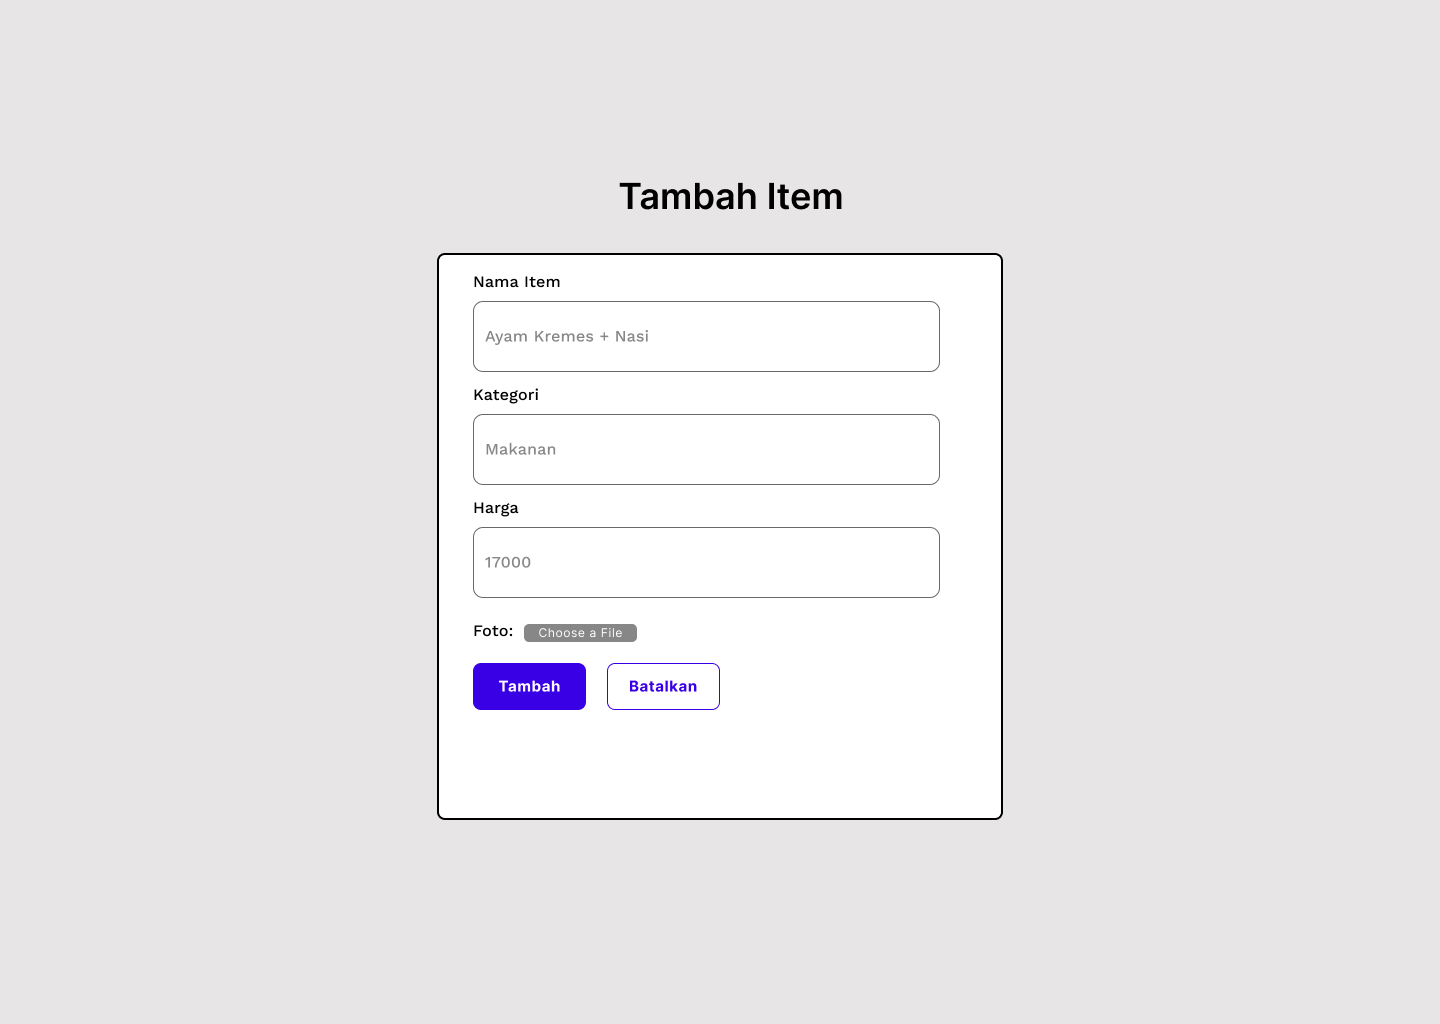 Tambah Item
Nama Item
Ayam Kremes + Nasi
Kategori
Makanan
Harga
17000
Foto: Choose a File
Tambah Batalkan